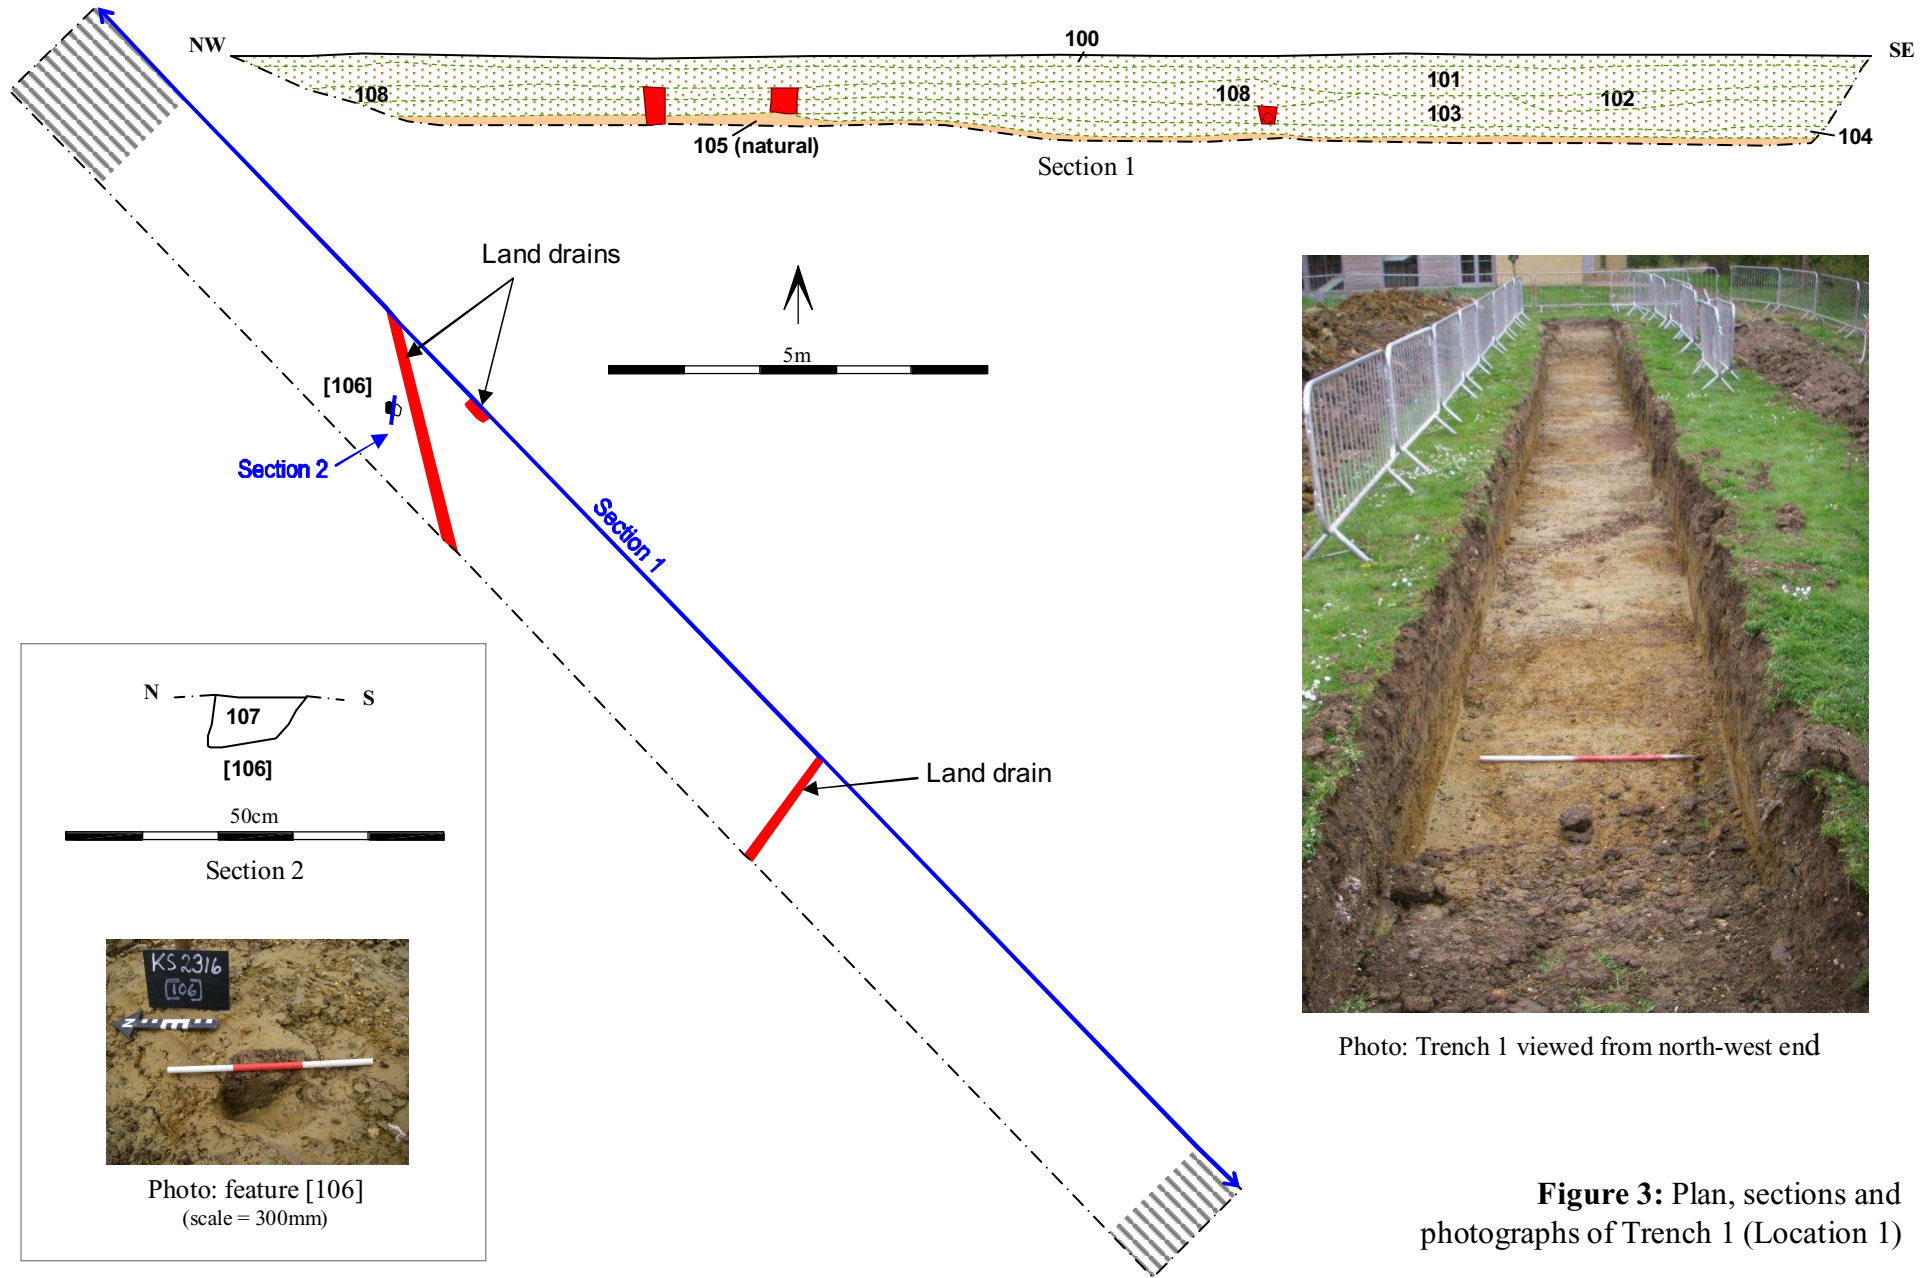 NW
100
SE
108
101
108
102
103
105 (natural)
104
Section 1
Land drains
5m
[106]
Section 2
Section 1
Land drain
N
S
107
[106]
50cm
Section 2
KS2316
[106]
N
Photo: feature [106]
(scale = 300mm)
Photo: Trench 1 viewed from north-west end
Figure 3: Plan, sections and
photographs of Trench 1 (Location 1)